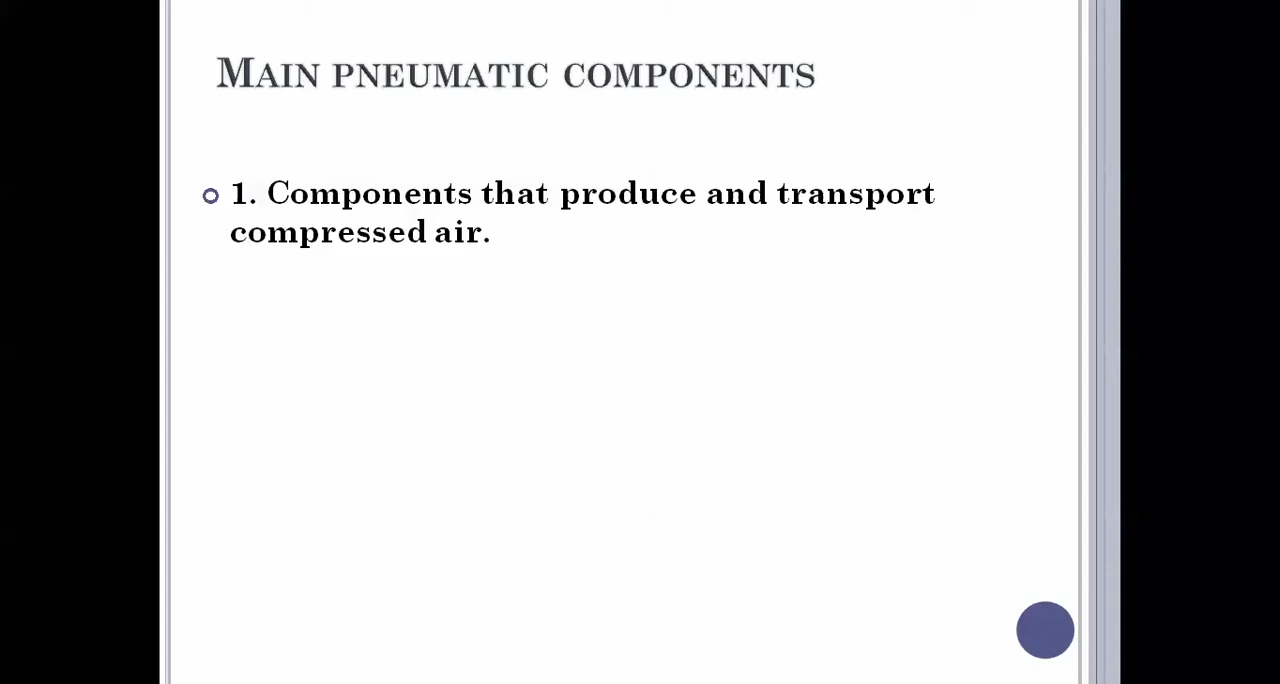 Main pneumatic components
1. Components that produce and transport
compressed air.